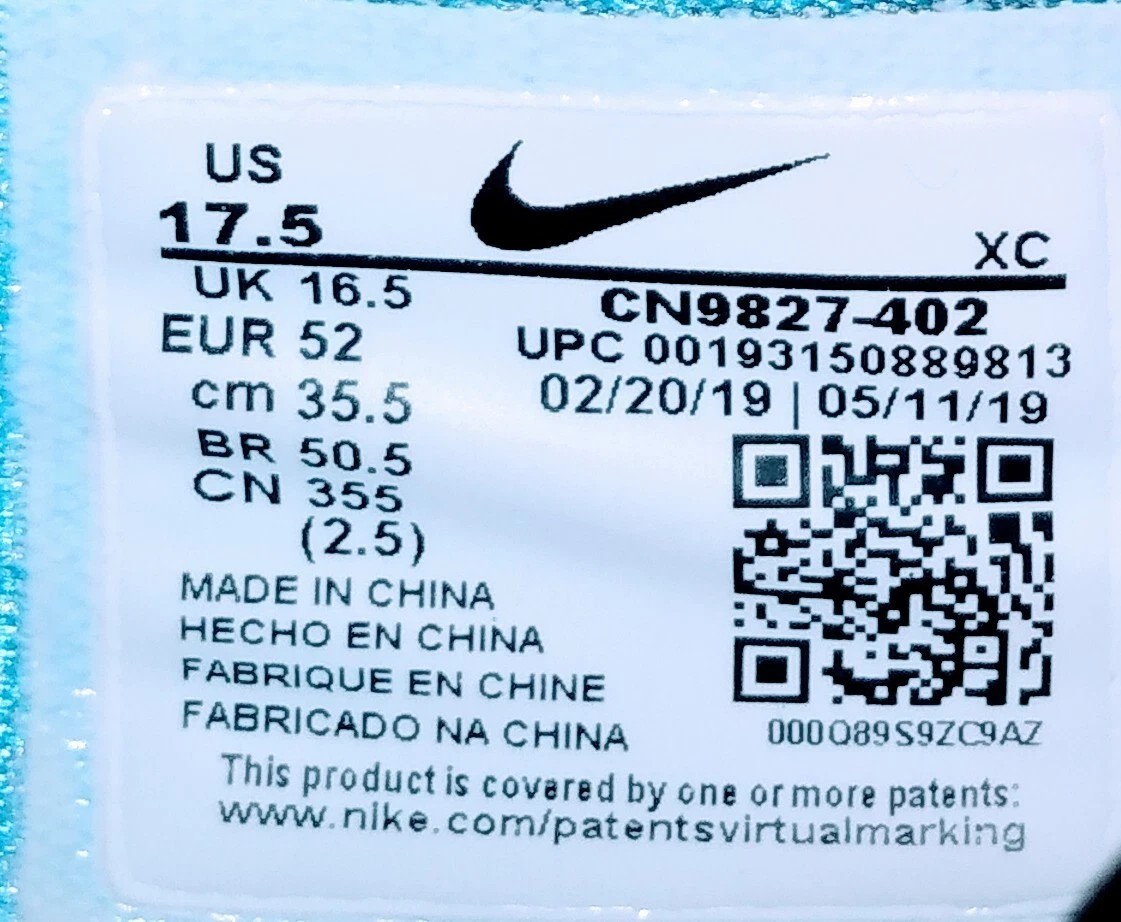 US
17.5
XC
UK 16.5
EUR 52
cm 35.5
BR 50.5
CN 355
(2.5)
CN9827-402
UPC 00193150889813
02/20/19 | 05/11/19
MADE IN CHINA
HECHO EN CHINA
FABRIQUE EN CHINE
FABRICADO NA CHINA
000Q89S9ZC9AZ
This product is covered by one or more patents:
www.nike.com/patentsvirtualmarking